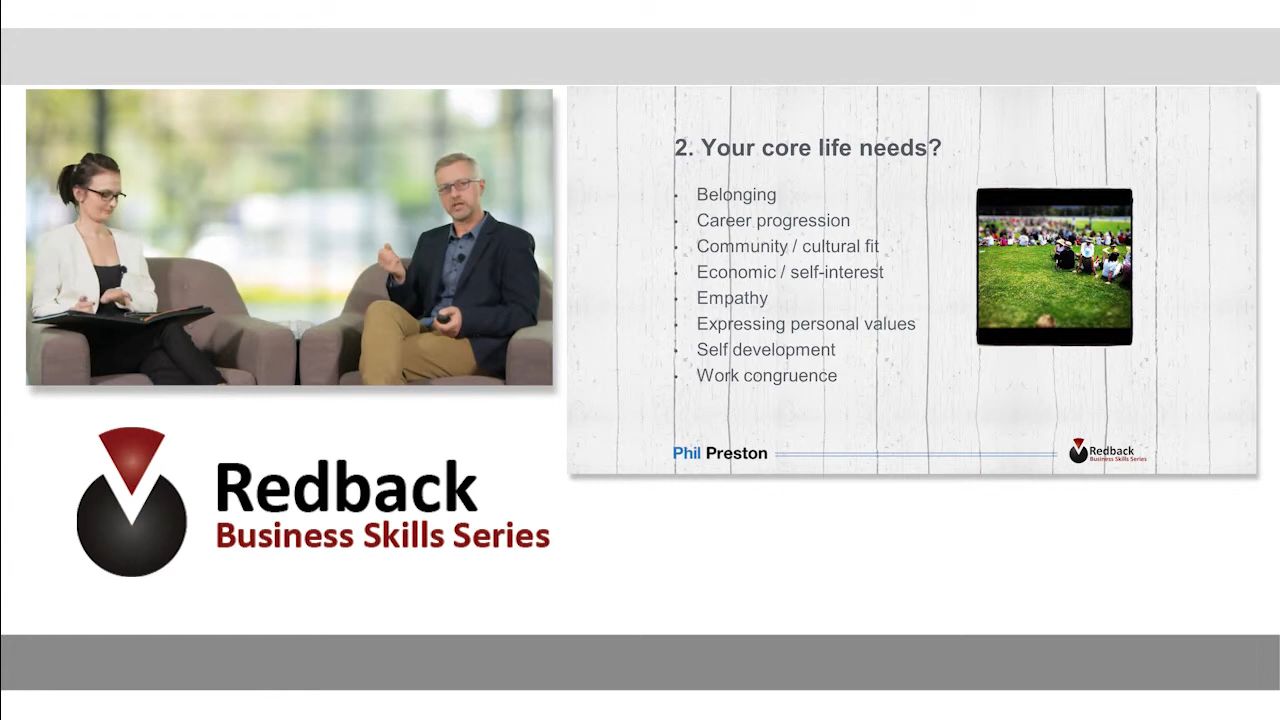 Redback
Business Skills Series
2. Your core life needs?
• Belonging
• Career progression
• Community / cultural fit
• Economic / self-interest
• Empathy
• Expressing personal values
• Self development
• Work congruence
Phil Preston
Redback
Business Skills Series